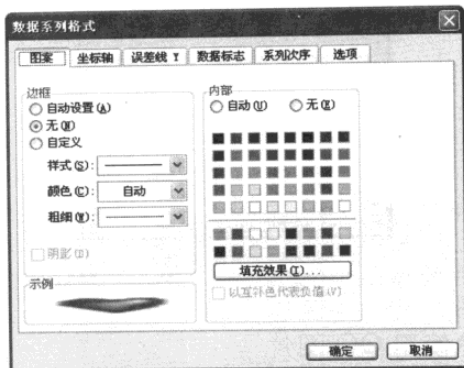 数据系列格式
图案 坐标轴 误差线 Y 数据标志 系列次序 选项
边框
自动设置(A)
无(N)
自定义
样式(S):
颜色(C): 自动
粗细(W):
阴影(D)
示例
内部
自动(U) 无(E)
填充效果(I)...
以互补色代表负值(V)
确定 取消